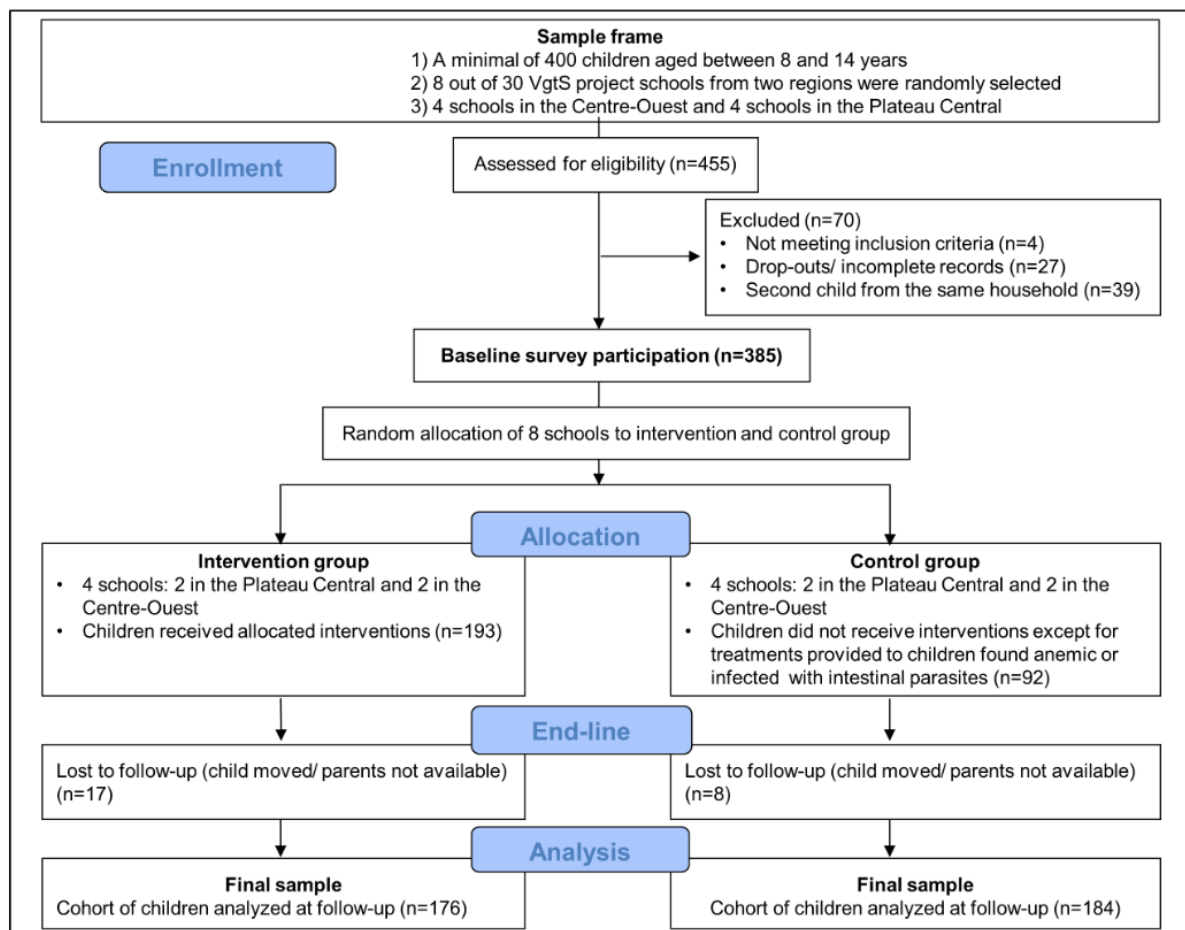 Sample frame
1) A minimal of 400 children aged between 8 and 14 years
2) 8 out of 30 VgtS project schools from two regions were randomly selected
3) 4 schools in the Centre-Ouest and 4 schools in the Plateau Central
Enrollment
Assessed for eligibility (n=455)
Excluded (n=70)
• Not meeting inclusion criteria (n=4)
• Drop-outs/ incomplete records (n=27)
• Second child from the same household (n=39)
Baseline survey participation (n=385)
Random allocation of 8 schools to intervention and control group
Allocation
Intervention group
• 4 schools: 2 in the Plateau Central and 2 in the
Centre-Ouest
• Children received allocated interventions (n=193)
Control group
• 4 schools: 2 in the Plateau Central and 2 in the
Centre-Ouest
• Children did not receive interventions except for
treatments provided to children found anemic or
infected with intestinal parasites (n=92)
End-line
Lost to follow-up (child moved/ parents not available)
(n=17)
Lost to follow-up (child moved/ parents not available)
(n=8)
Analysis
Final sample
Cohort of children analyzed at follow-up (n=176)
Final sample
Cohort of children analyzed at follow-up (n=184)